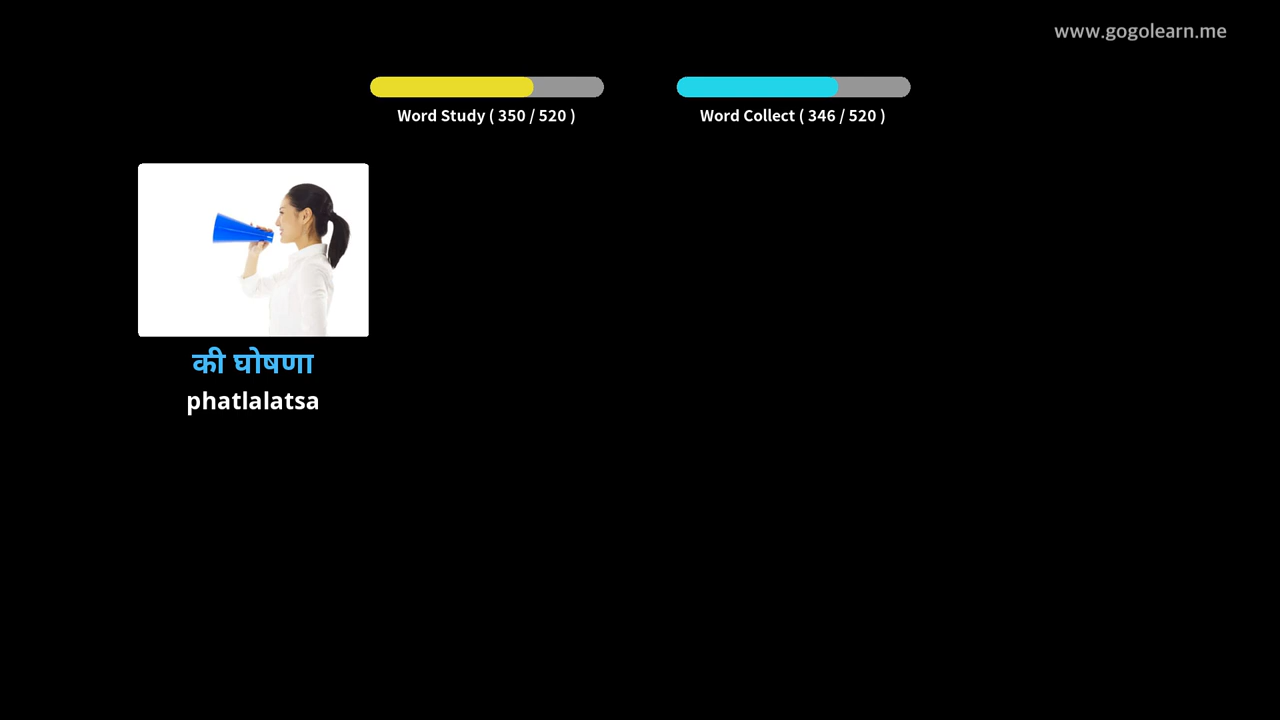 www.gogolearn.me
Word Study ( 350 / 520 )
Word Collect ( 346 / 520 )
की घोषणा
phatlalatsa